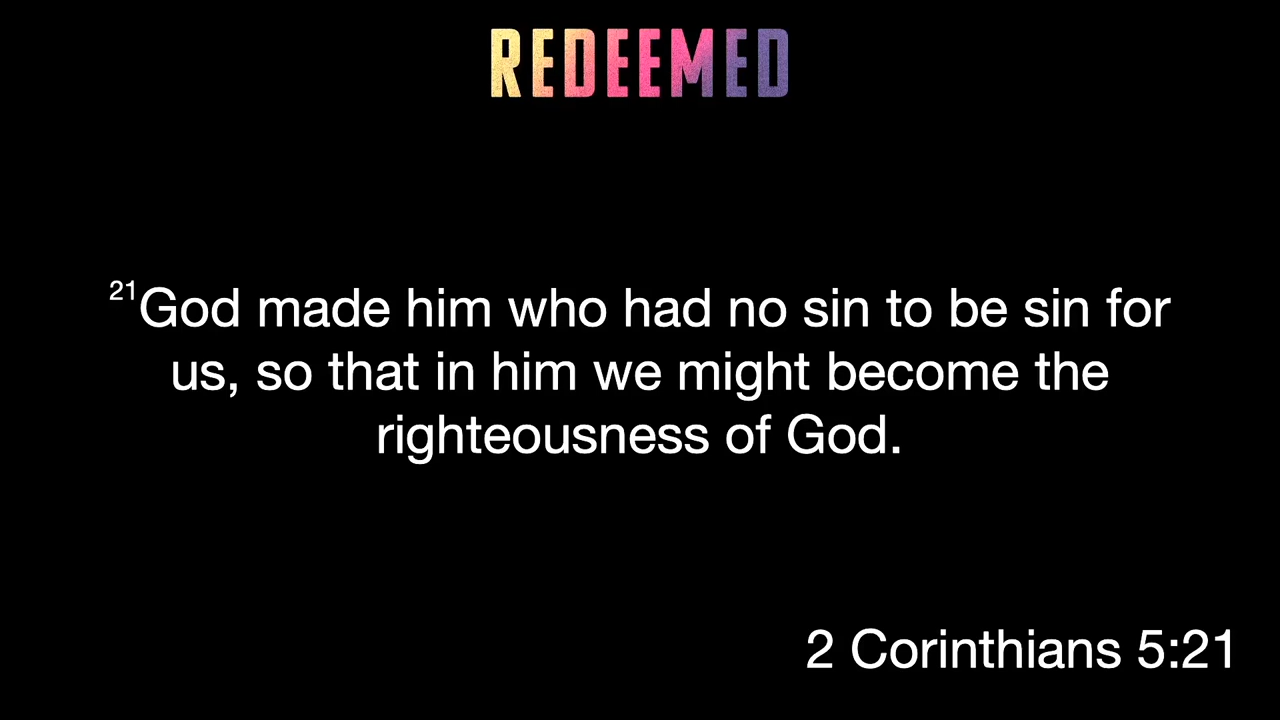 REDEEMED
21God made him who had no sin to be sin for
us, so that in him we might become the
righteousness of God.
2 Corinthians 5:21